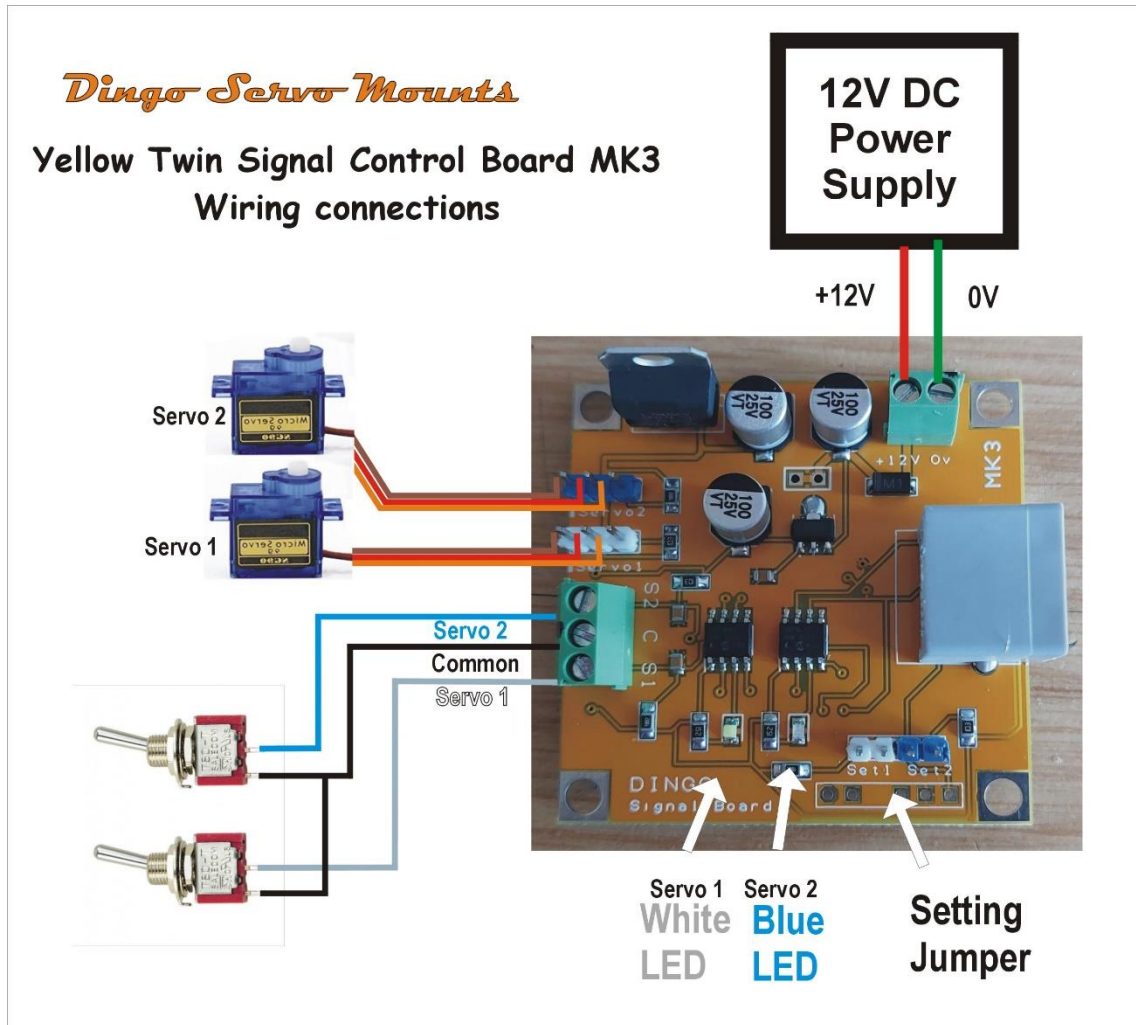 Dingo Servo Mounts
Yellow Twin Signal Control Board MK3
Wiring connections
12V DC
Power
Supply
+12V
0V
Servo 2
Servo 1
100
25V
VT
100
25V
VT
100
25V
VT
+12V Ov
MK3
M1
Servo2
Servo1
S2
C
S1
Servo 2
Common
Servo 1
Set1
Set2
DINGO
Signal Board
Servo 1
White
LED
Servo 2
Blue
LED
Setting
Jumper